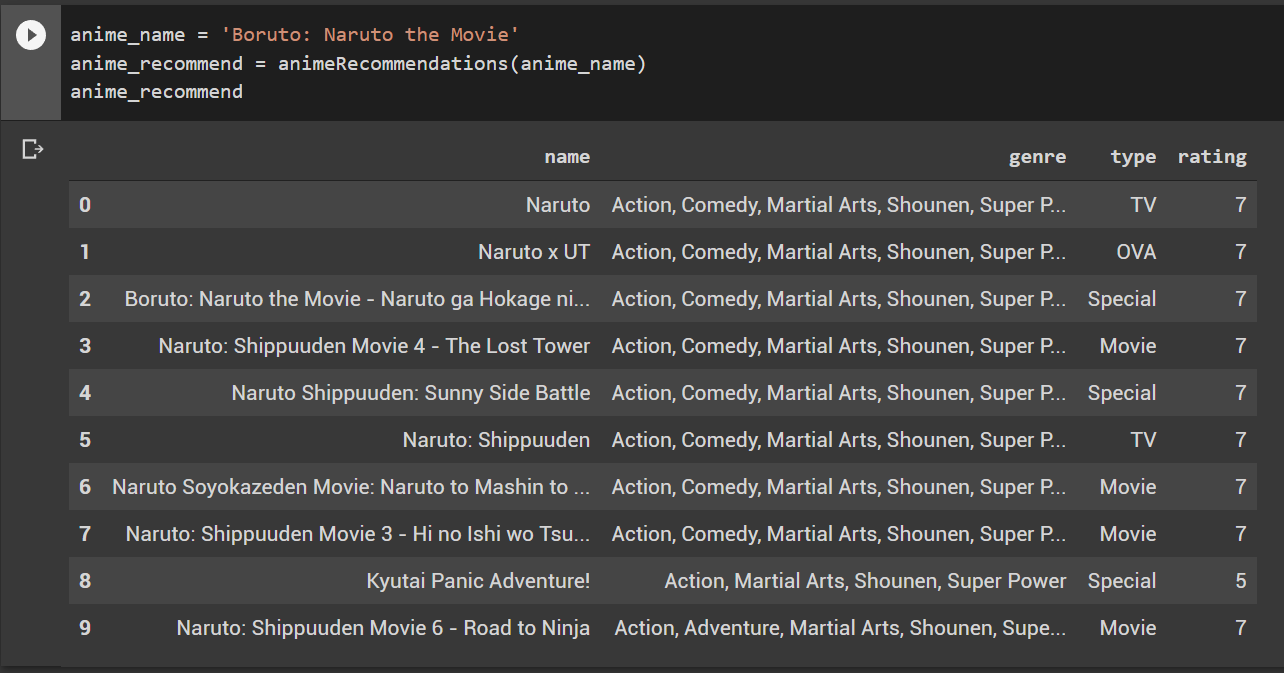 anime_name = 'Boruto: Naruto the Movie'
anime_recommend = animeRecommendations(anime_name)
anime_recommend
name genre type rating
0 Naruto Action, Comedy, Martial Arts, Shounen, Super P... TV 7
1 Naruto x UT Action, Comedy, Martial Arts, Shounen, Super P... OVA 7
2 Boruto: Naruto the Movie - Naruto ga Hokage ni... Action, Comedy, Martial Arts, Shounen, Super P... Special 7
3 Naruto: Shippuuden Movie 4 - The Lost Tower Action, Comedy, Martial Arts, Shounen, Super P... Movie 7
4 Naruto Shippuuden: Sunny Side Battle Action, Comedy, Martial Arts, Shounen, Super P... Special 7
5 Naruto: Shippuuden Action, Comedy, Martial Arts, Shounen, Super P... TV 7
6 Naruto Soyokazeden Movie: Naruto to Mashin to ... Action, Comedy, Martial Arts, Shounen, Super P... Movie 7
7 Naruto: Shippuuden Movie 3 - Hi no Ishi wo Tsu... Action, Comedy, Martial Arts, Shounen, Super P... Movie 7
8 Kyutai Panic Adventure! Action, Martial Arts, Shounen, Super Power Special 5
9 Naruto: Shippuuden Movie 6 - Road to Ninja Action, Adventure, Martial Arts, Shounen, Supe... Movie 7